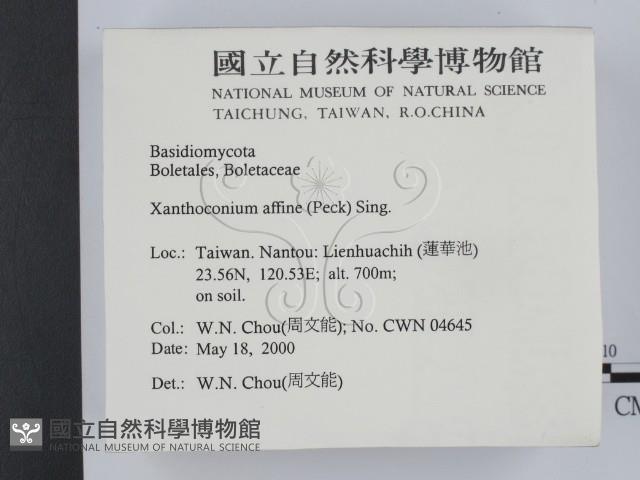 國立自然科學博物館
NATIONAL MUSEUM OF NATURAL SCIENCE
TAICHUNG, TAIWAN, R.O.CHINA
Basidiomycota
Boletales, Boletaceae
Xanthoconium affine (Peck) Sing.
Loc.: Taiwan. Nantou: Lienhuachih (蓮華池)
23.56N, 120.53E; alt. 700m;
on soil.
Col.: W.N. Chou(周文能); No. CWN 04645
Date: May 18, 2000
Det.: W.N. Chou(周文能)
10
CM
國立自然科學博物館
NATIONAL MUSEUM OF NATURAL SCIENCE